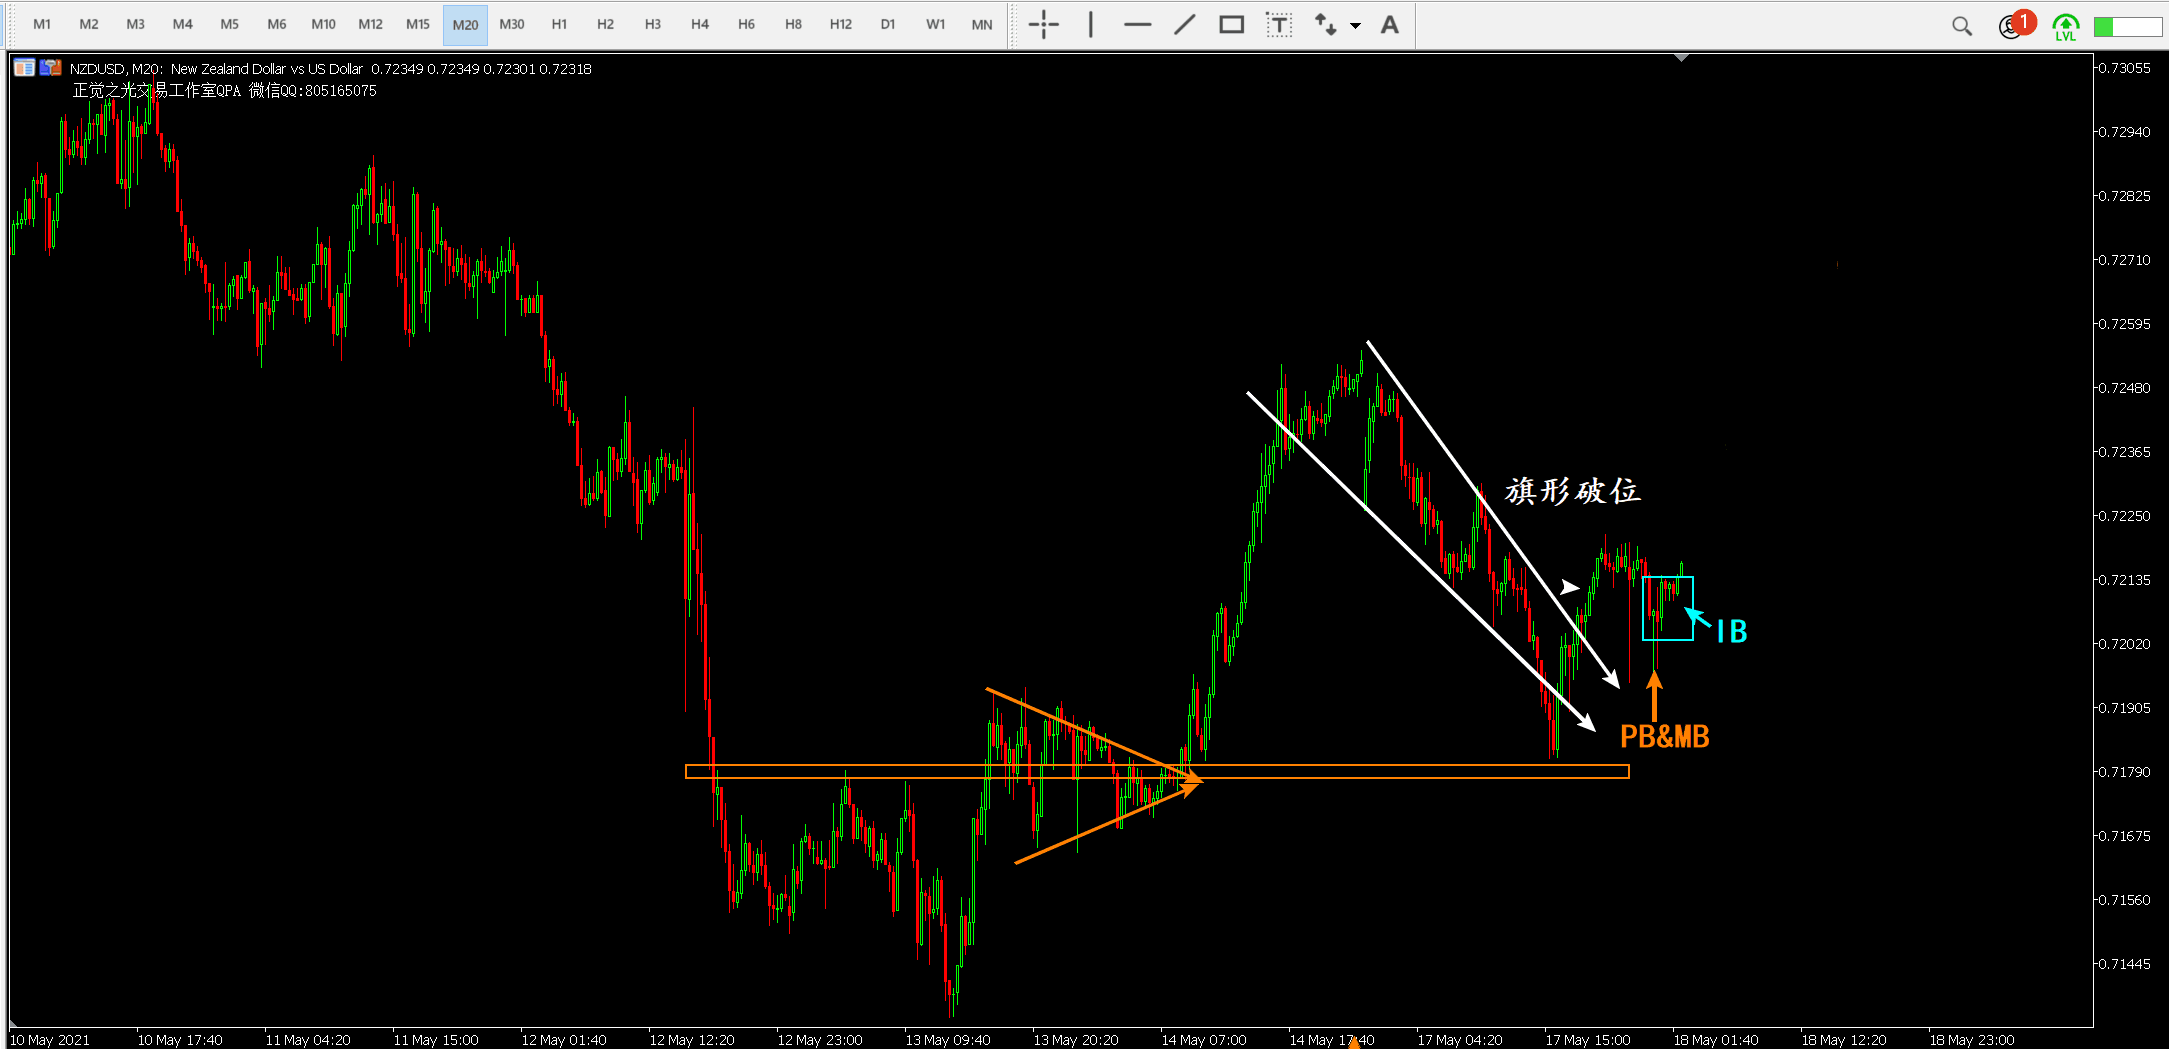 M1 M2 M3 M4 M5 M6 M10 M12 M15 M20 M30 H1 H2 H3 H4 H6 H8 H12 D1 W1 MN T A 1 LVL
NZDUSD, M20: New Zealand Dollar vs US Dollar 0.72349 0.72349 0.72301 0.72318
正觉之光交易工作室QPA 微信QQ:805165075
0.73055
0.72940
0.72825
0.72710
0.72595
0.72480
0.72365
旗形破位
0.72250
0.72135
IB
0.72020
0.71905
PB&MB
0.71790
0.71675
0.71560
0.71445
10 May 2021 10 May 17:40 11 May 04:20 11 May 15:00 12 May 01:40 12 May 12:20 12 May 23:00 13 May 09:40 13 May 20:20 14 May 07:00 14 May 17:40 17 May 04:20 17 May 15:00 18 May 01:40 18 May 12:20 18 May 23:00